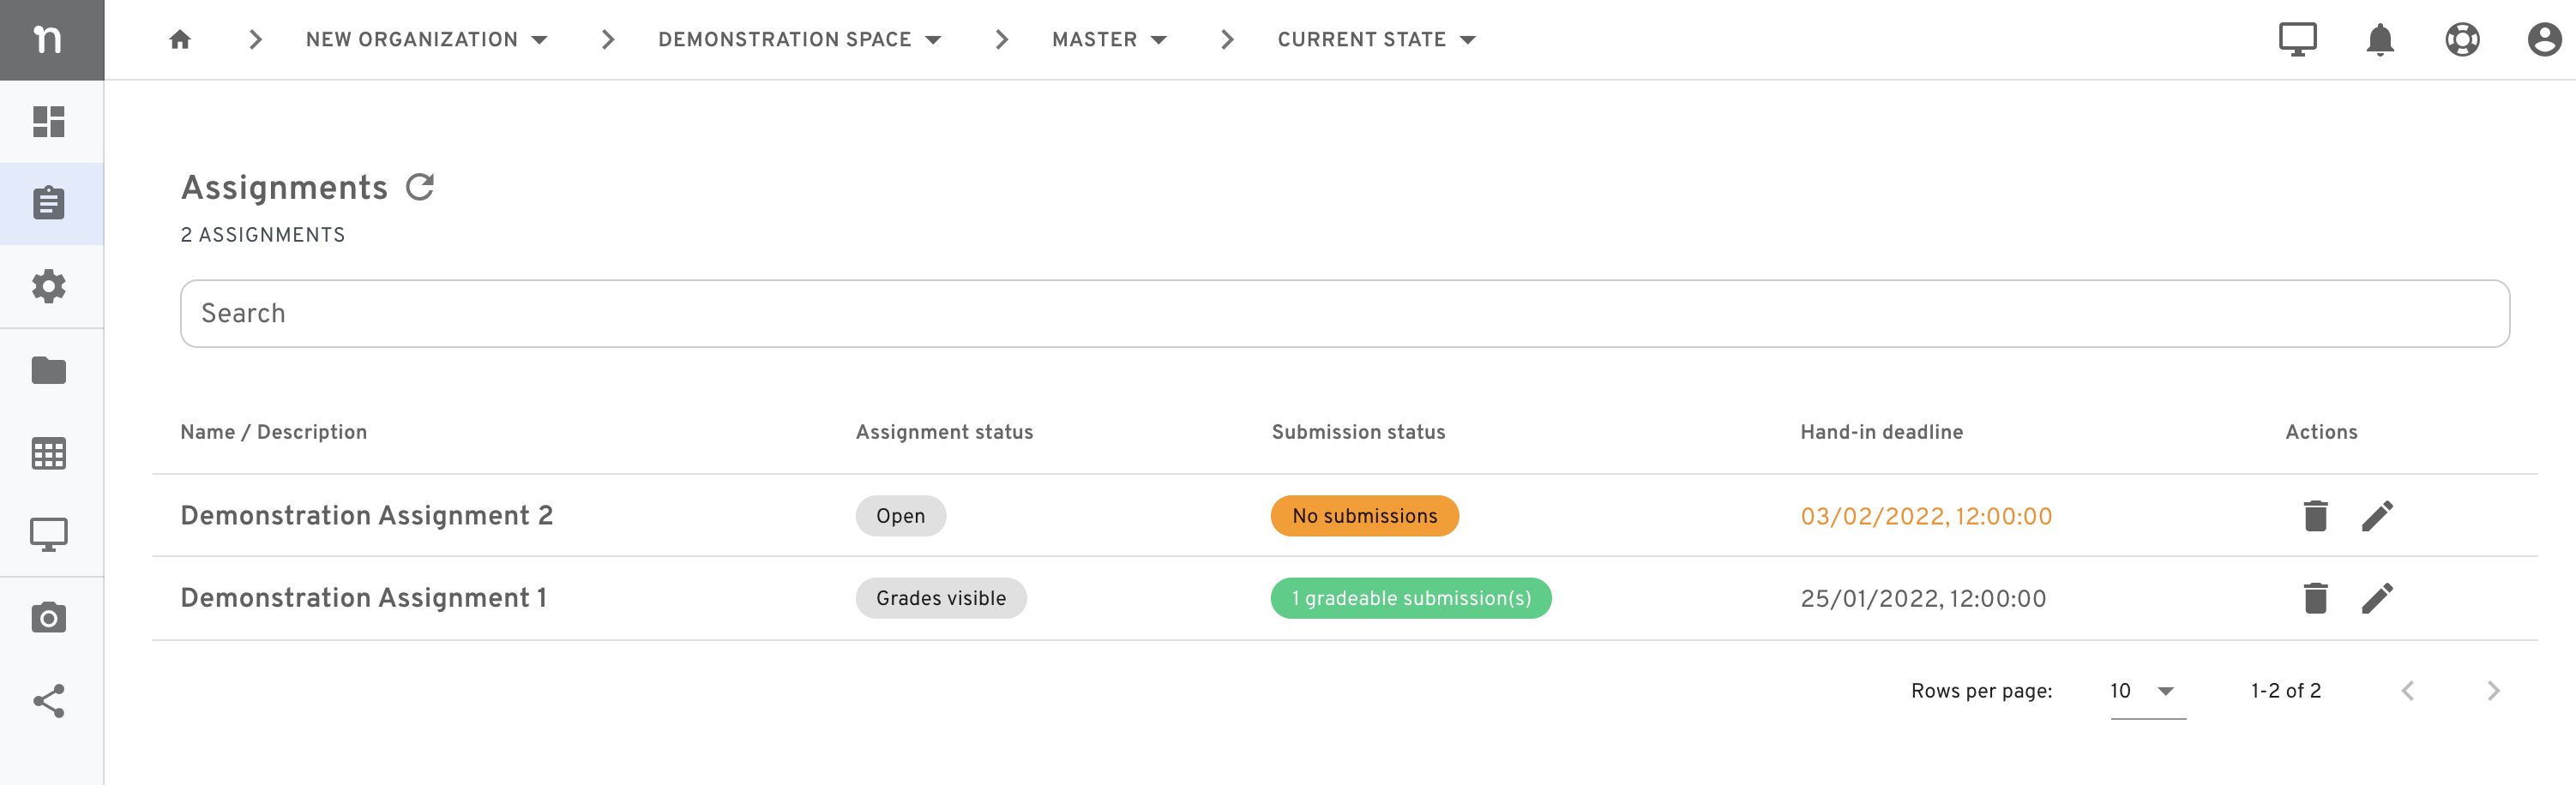 n
NEW ORGANIZATION DEMONSTRATION SPACE MASTER CURRENT STATE
Assignments
2 ASSIGNMENTS
Search
Name / Description Assignment status Submission status Hand-in deadline Actions
Demonstration Assignment 2 Open No submissions 03/02/2022, 12:00:00
Demonstration Assignment 1 Grades visible 1 gradeable submission(s) 25/01/2022, 12:00:00
Rows per page: 10 1-2 of 2